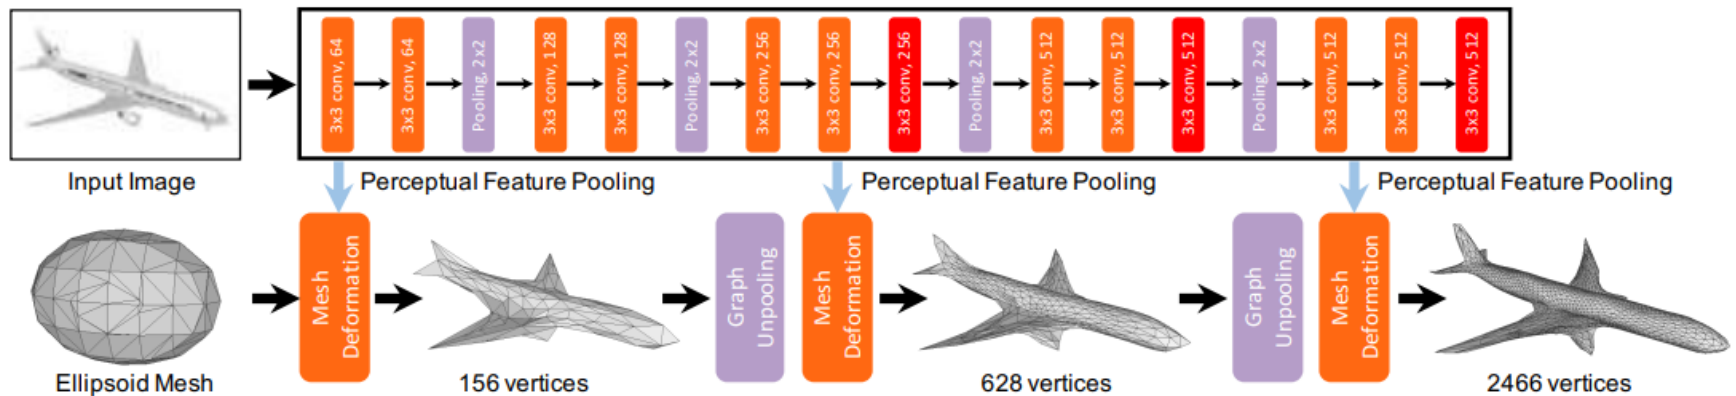 3x3 conv, 64
3x3 conv, 64
Pooling, 2x2
3x3 conv, 128
3x3 conv, 128
Pooling, 2x2
3x3 conv, 256
3x3 conv, 256
3x3 conv, 256
Pooling, 2x2
3x3 conv, 512
3x3 conv, 512
3x3 conv, 512
Pooling, 2x2
3x3 conv, 512
3x3 conv, 512
3x3 conv, 512
Input Image
Perceptual Feature Pooling
Perceptual Feature Pooling
Perceptual Feature Pooling
Mesh
Deformation
Graph
Unpooling
Mesh
Deformation
Graph
Unpooling
Mesh
Deformation
Ellipsoid Mesh
156 vertices
628 vertices
2466 vertices